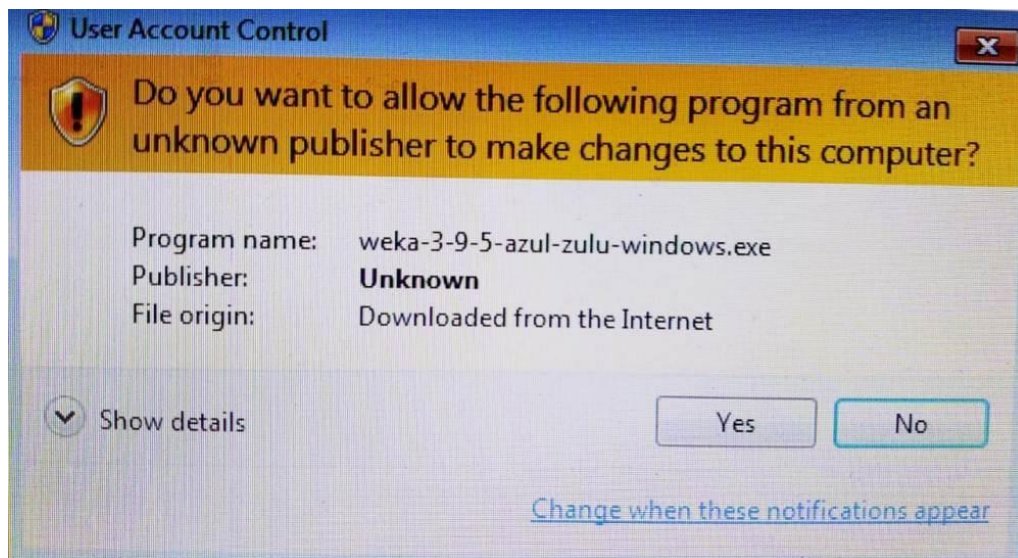 User Account Control
Do you want to allow the following program from an
unknown publisher to make changes to this computer?
Program name: weka-3-9-5-azul-zulu-windows.exe
Publisher: Unknown
File origin: Downloaded from the Internet
Show details
Yes
No
Change when these notifications appear